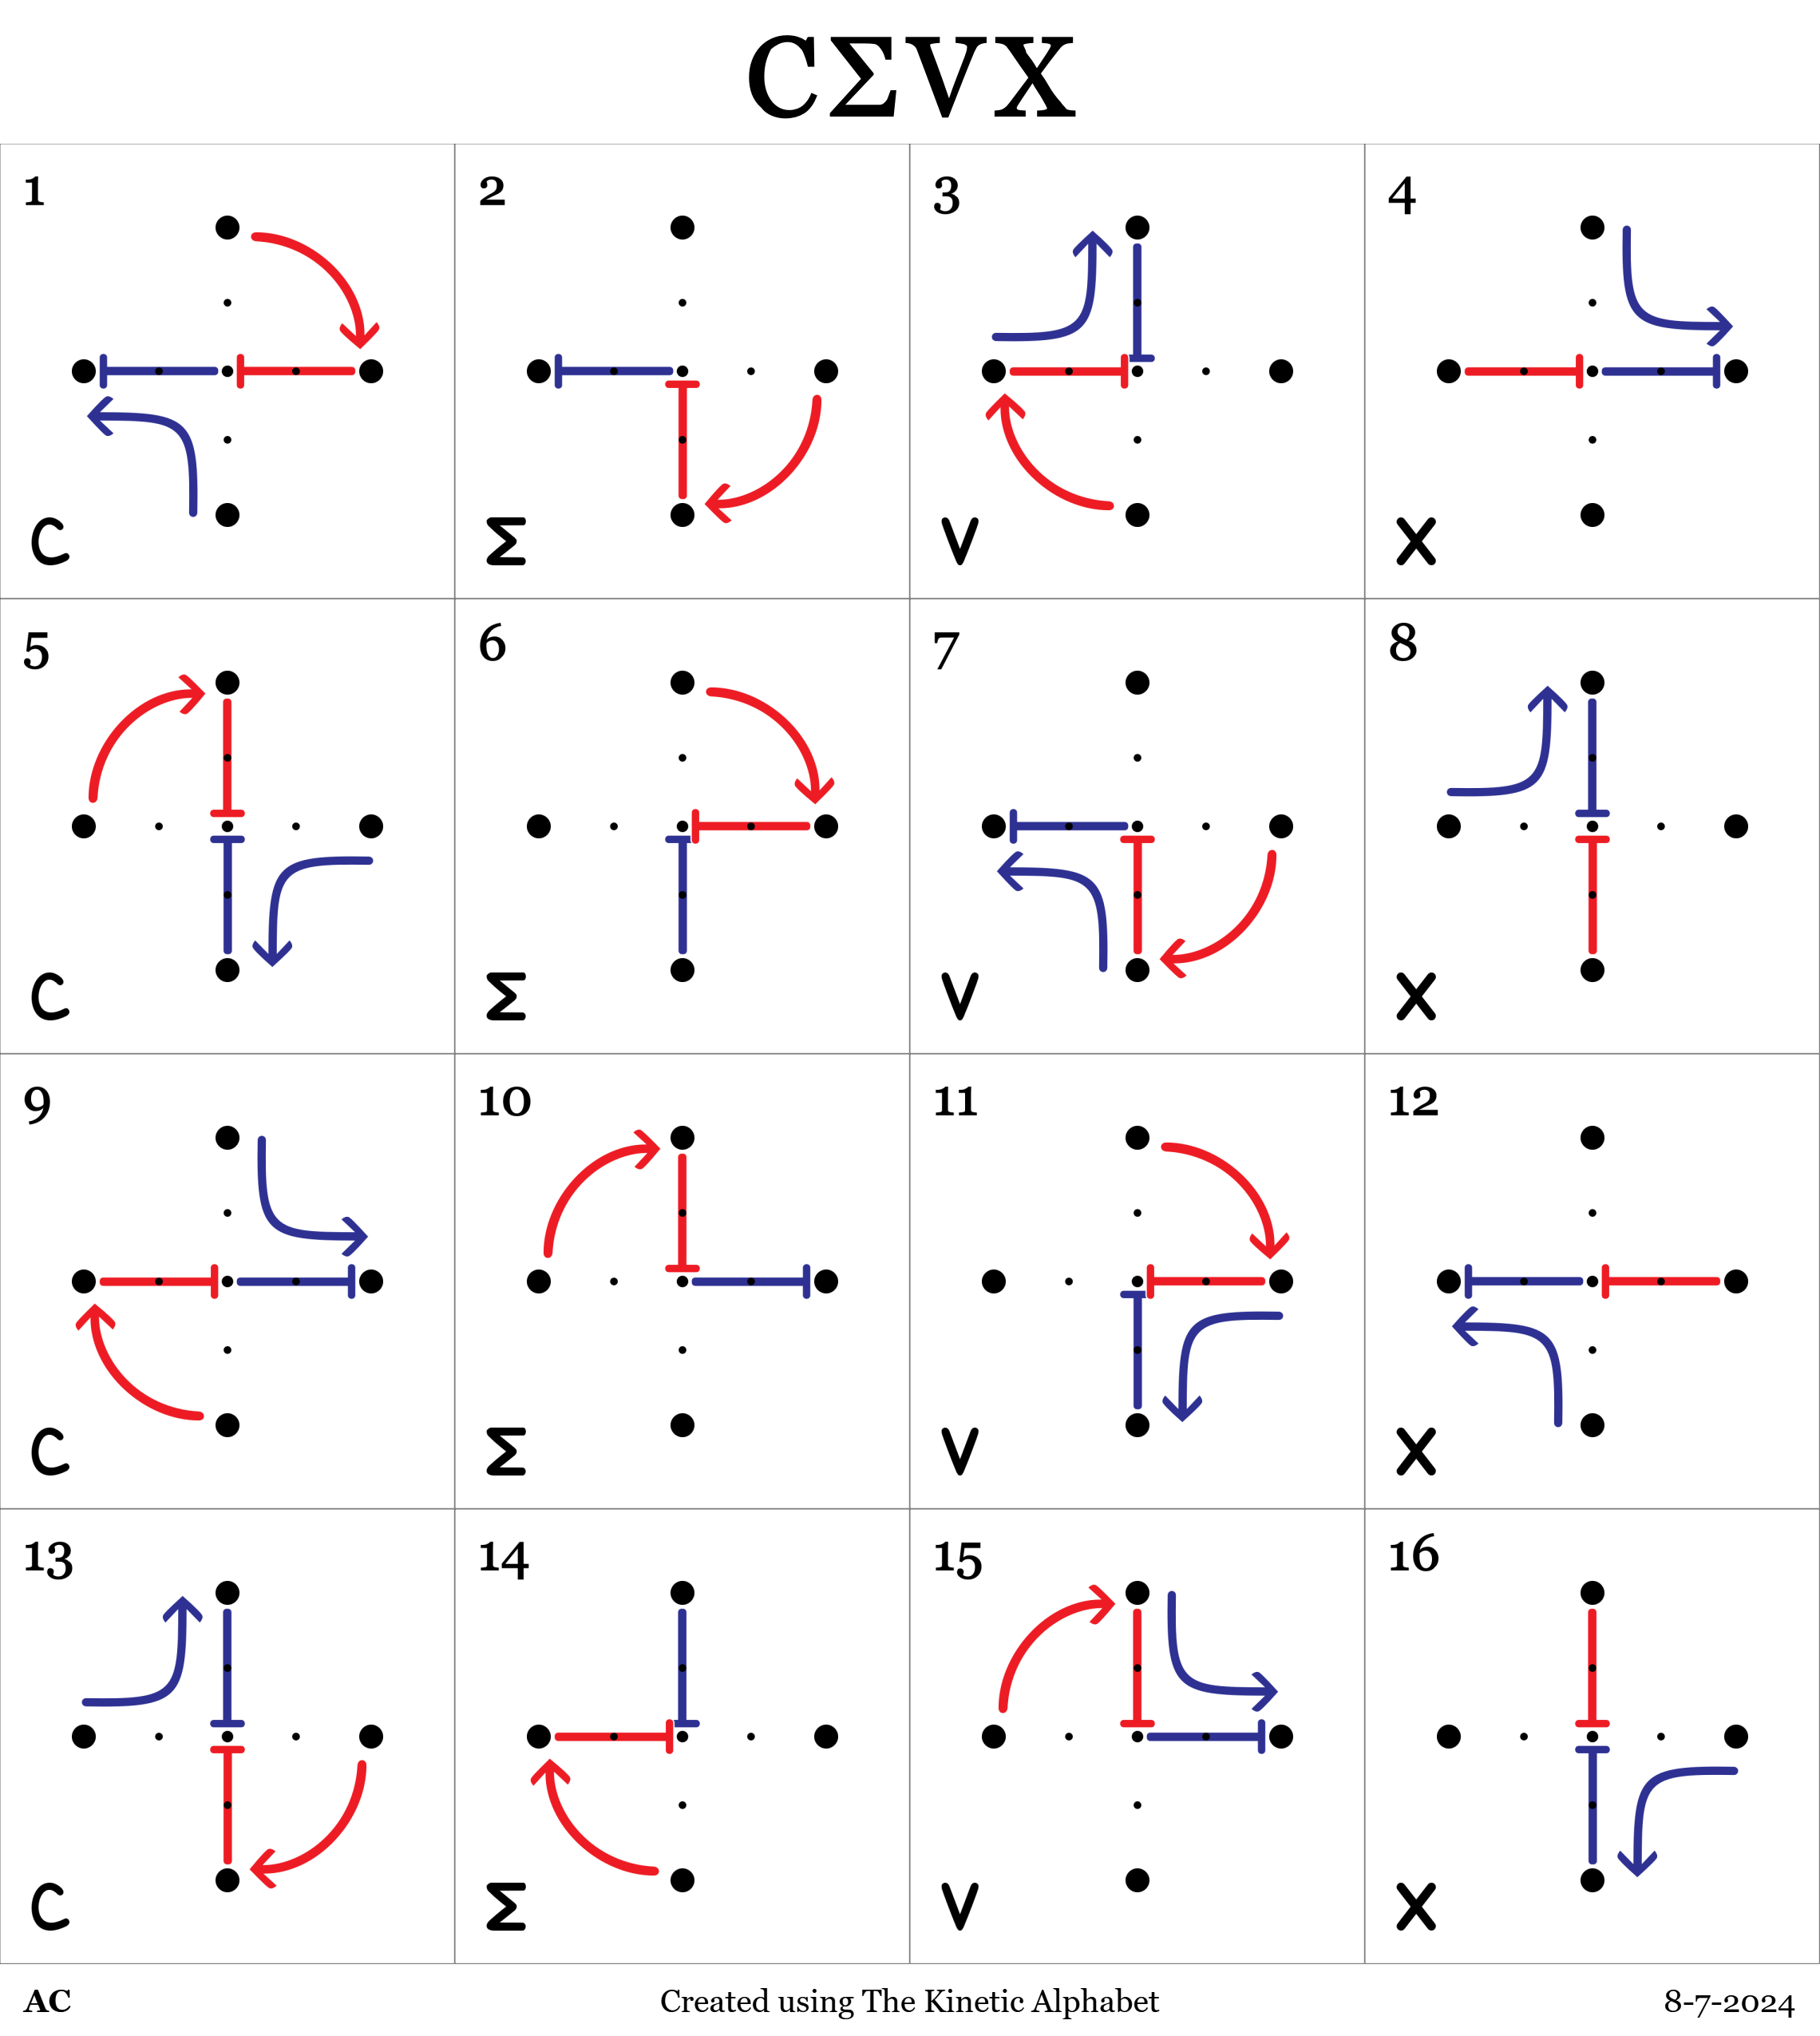 CΣVX
1 2 3 4
C Σ V X
5 6 7 8
C Σ V X
9 10 11 12
C Σ V X
13 14 15 16
C Σ V X
AC Created using The Kinetic Alphabet 8-7-2024